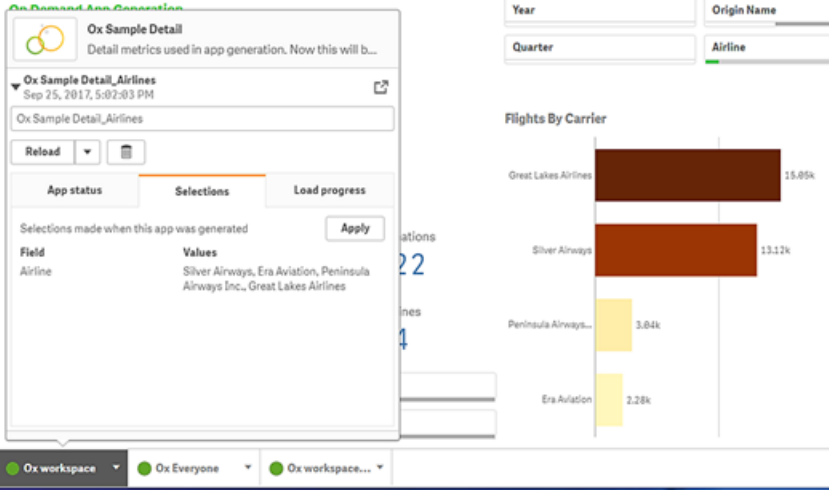 On Demand App Generation
Ox Sample Detail
Detail metrics used in app generation. Now this will b...
Ox Sample Detail_Airlines
Sep 25, 2017, 5:02:03 PM
Ox Sample Detail_Airlines
Reload
App status
Selections
Load progress
Selections made when this app was generated
Apply
Field
Values
Airline
Silver Airways, Era Aviation, Peninsula
Airways Inc., Great Lakes Airlines
Ox workspace
Ox Everyone
Ox workspace...
ations
22
ines
4
Year
Origin Name
Quarter
Airline
Flights By Carrier
Great Lakes Airlines
15.05k
Silver Airways
13.12k
Peninsula Airways...
3.04k
Era Aviation
2.28k